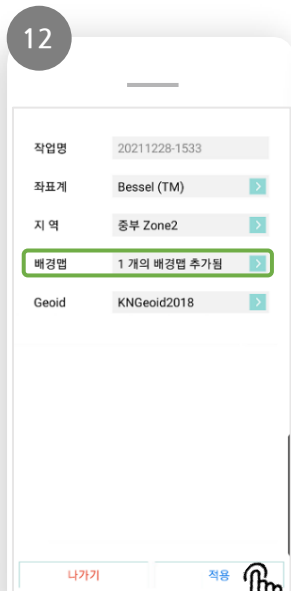 12
작업명 20211228-1533
좌표계 Bessel (TM)
지 역 중부 Zone2
배경맵 1 개의 배경맵 추가됨
Geoid KNGeoid2018
나가기 적용